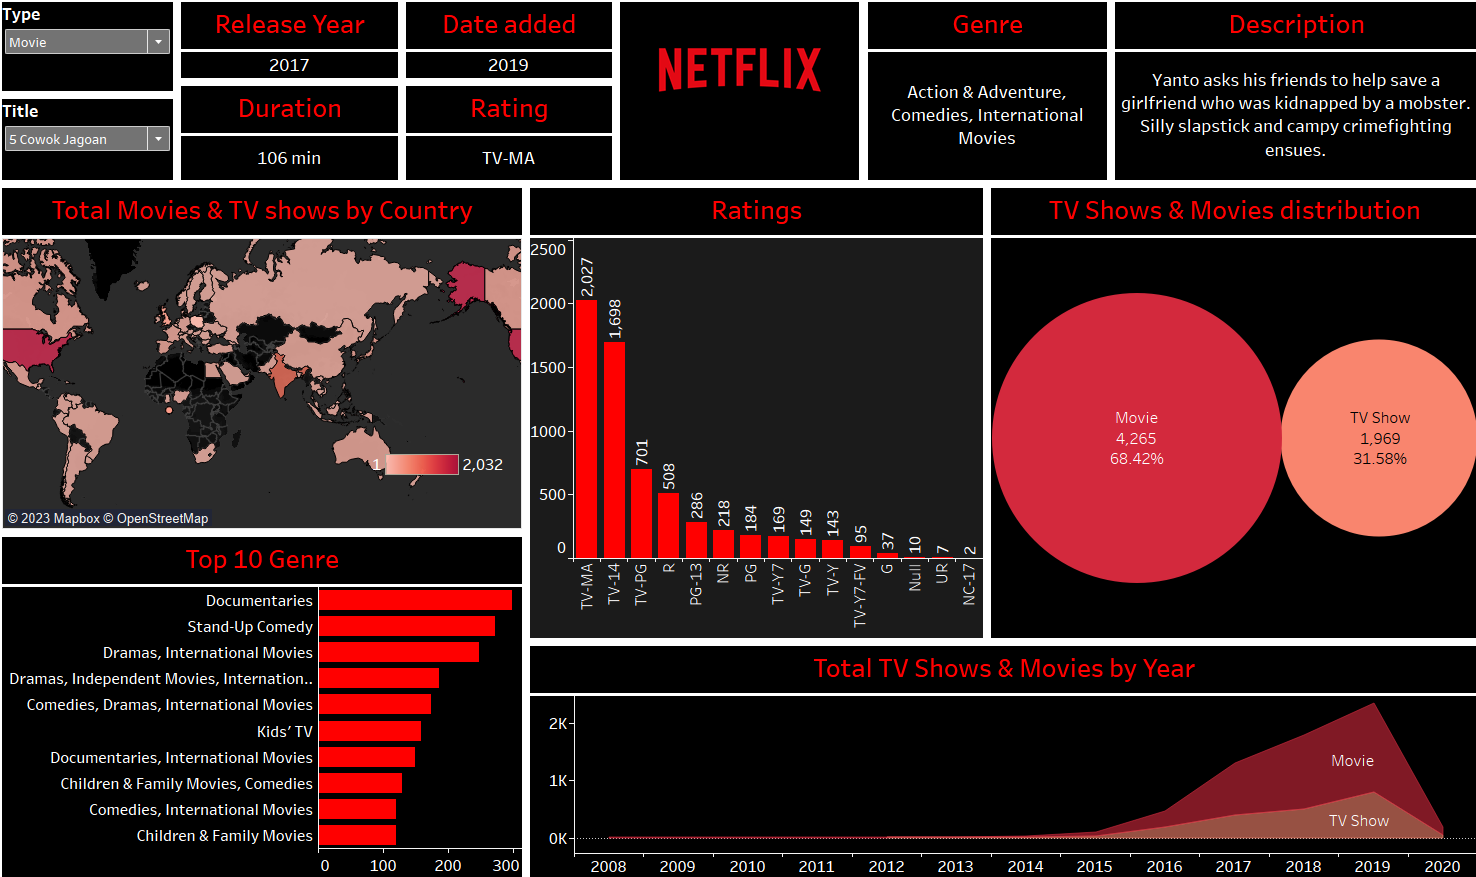 Type
Movie
Title
5 Cowok Jagoan
Release Year
2017
Date added
2019
Duration
106 min
Rating
TV-MA
NETFLIX
Genre
Action & Adventure,
Comedies, International
Movies
Description
Yanto asks his friends to help save a
girlfriend who was kidnapped by a mobster.
Silly slapstick and campy crimefighting
ensues.
Total Movies & TV shows by Country
1
2,032
© 2023 Mapbox © OpenStreetMap
Ratings
2500
2000
1500
1000
500
0
2,027
1,698
701
508
286
218
184
169
149
143
95
37
10
7
2
TV-MA
TV-14
TV-PG
R
PG-13
NR
PG
TV-Y7
TV-G
TV-Y
TV-Y7-FV
G
Null
UR
NC-17
TV Shows & Movies distribution
Movie
4,265
68.42%
TV Show
1,969
31.58%
Top 10 Genre
Documentaries
Stand-Up Comedy
Dramas, International Movies
Dramas, Independent Movies, Internation..
Comedies, Dramas, International Movies
Kids’ TV
Documentaries, International Movies
Children & Family Movies, Comedies
Comedies, International Movies
Children & Family Movies
0 100 200 300
Total TV Shows & Movies by Year
2K
1K
0K
Movie
TV Show
2008 2009 2010 2011 2012 2013 2014 2015 2016 2017 2018 2019 2020